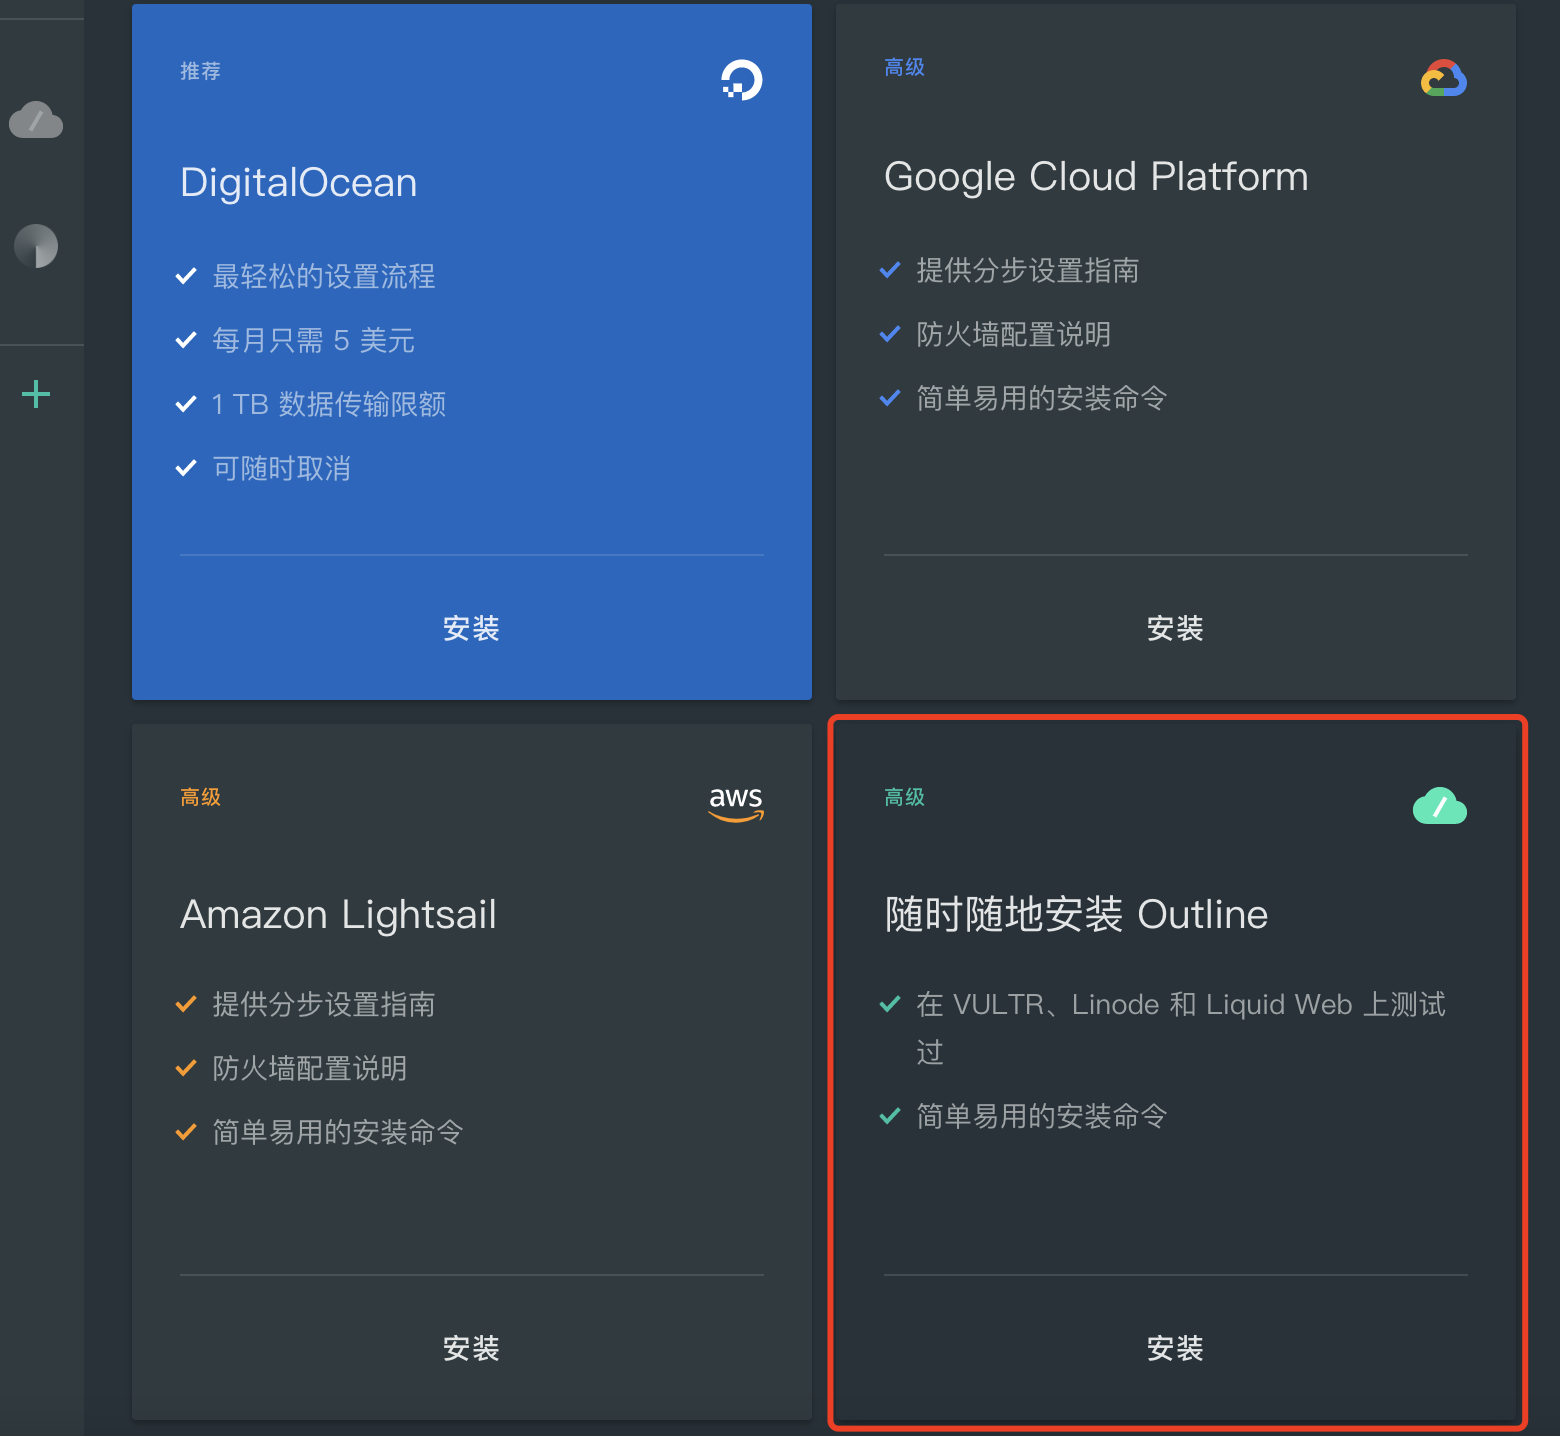 推荐
DigitalOcean
最轻松的设置流程
每月只需 5 美元
1 TB 数据传输限额
可随时取消
安装
高级
Google Cloud Platform
提供分步设置指南
防火墙配置说明
简单易用的安装命令
安装
高级
aws
Amazon Lightsail
提供分步设置指南
防火墙配置说明
简单易用的安装命令
安装
高级
随时随地安装 Outline
在 VULTR、Linode 和 Liquid Web 上测试
过
简单易用的安装命令
安装